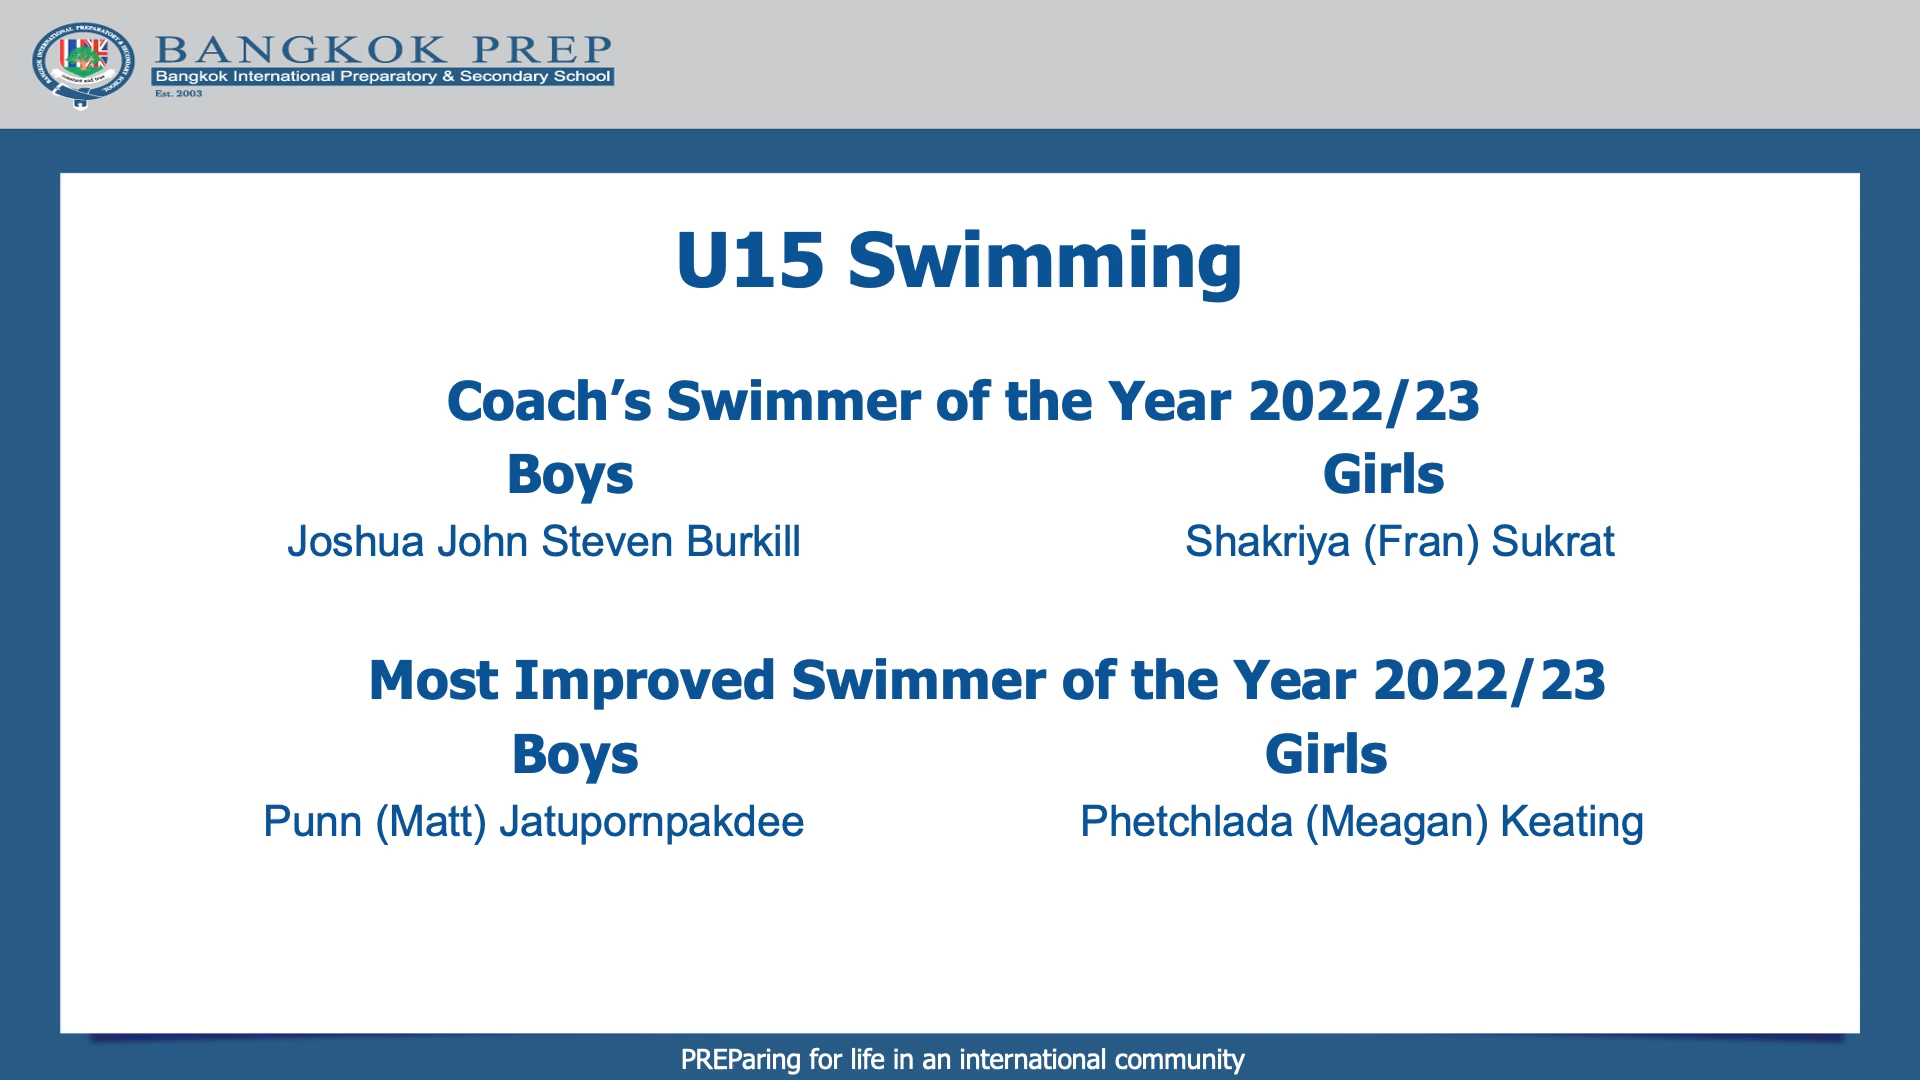 BANGKOK PREP
Bangkok International Preparatory & Secondary School
Est. 2003
U15 Swimming
Coach’s Swimmer of the Year 2022/23
Boys Girls
Joshua John Steven Burkill Shakriya (Fran) Sukrat
Most Improved Swimmer of the Year 2022/23
Boys Girls
Punn (Matt) Jatupornpakdee Phetchlada (Meagan) Keating
PREParing for life in an international community